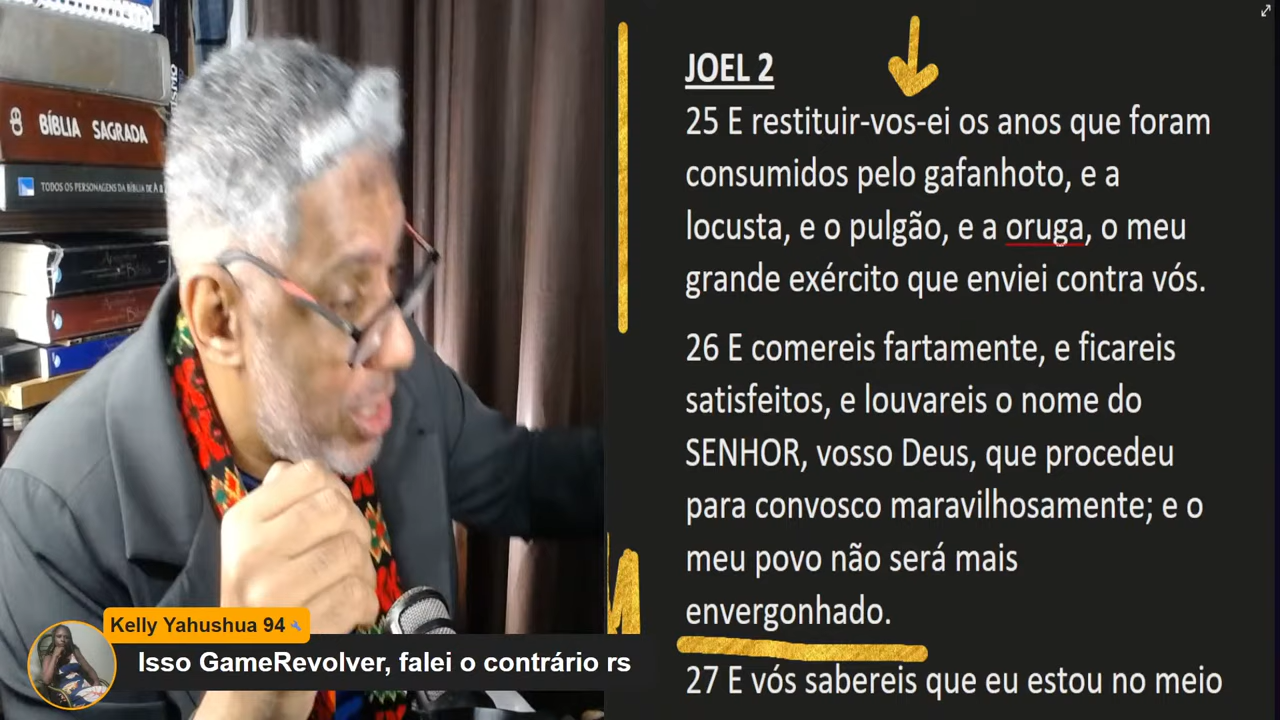 BÍBLIA SAGRADA
TODOS OS PERSONAGENS DA BÍBLIA DE A
JOEL 2
25 E restituir-vos-ei os anos que foram
consumidos pelo gafanhoto, e a
locusta, e o pulgão, e a oruga, o meu
grande exército que enviei contra vós.
26 E comereis fartamente, e ficareis
satisfeitos, e louvareis o nome do
SENHOR, vosso Deus, que procedeu
para convosco maravilhosamente; e o
meu povo não será mais
envergonhado.
27 E vós sabereis que eu estou no meio
Kelly Yahushua 94
Isso GameRevolver, falei o contrário rs